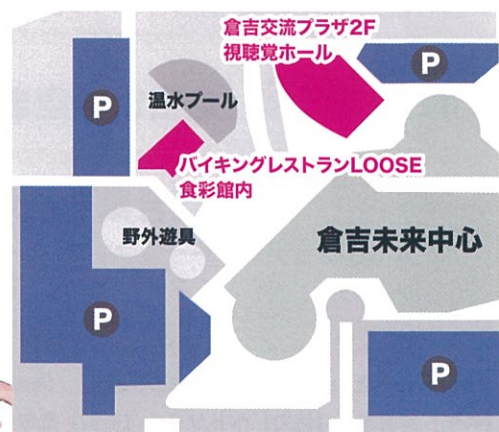 倉吉交流プラザ2F
視聴覚ホール
P
P
温水プール
バイキングレストランLOOSE
食彩館内
野外遊具
倉吉未来中心
P
P